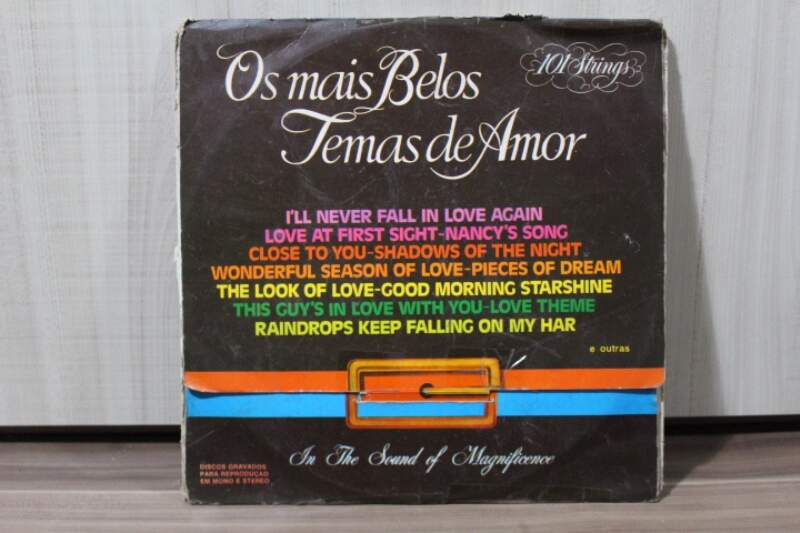 Os mais Belos
101 Strings
Temas de Amor
I'LL NEVER FALL IN LOVE AGAIN
LOVE AT FIRST SIGHT-NANCY'S SONG
CLOSE TO YOU-SHADOWS OF THE NIGHT
WONDERFUL SEASON OF LOVE-PIECES OF DREAM
THE LOOK OF LOVE-GOOD MORNING STARSHINE
THIS GUY'S IN LOVE WITH YOU-LOVE THEME
RAINDROPS KEEP FALLING ON MY HAR
e outras
In The Sound of Magnificence
DISCOS GRAVADOS
PARA REPRODUÇÃO
EM MONO E STEREO